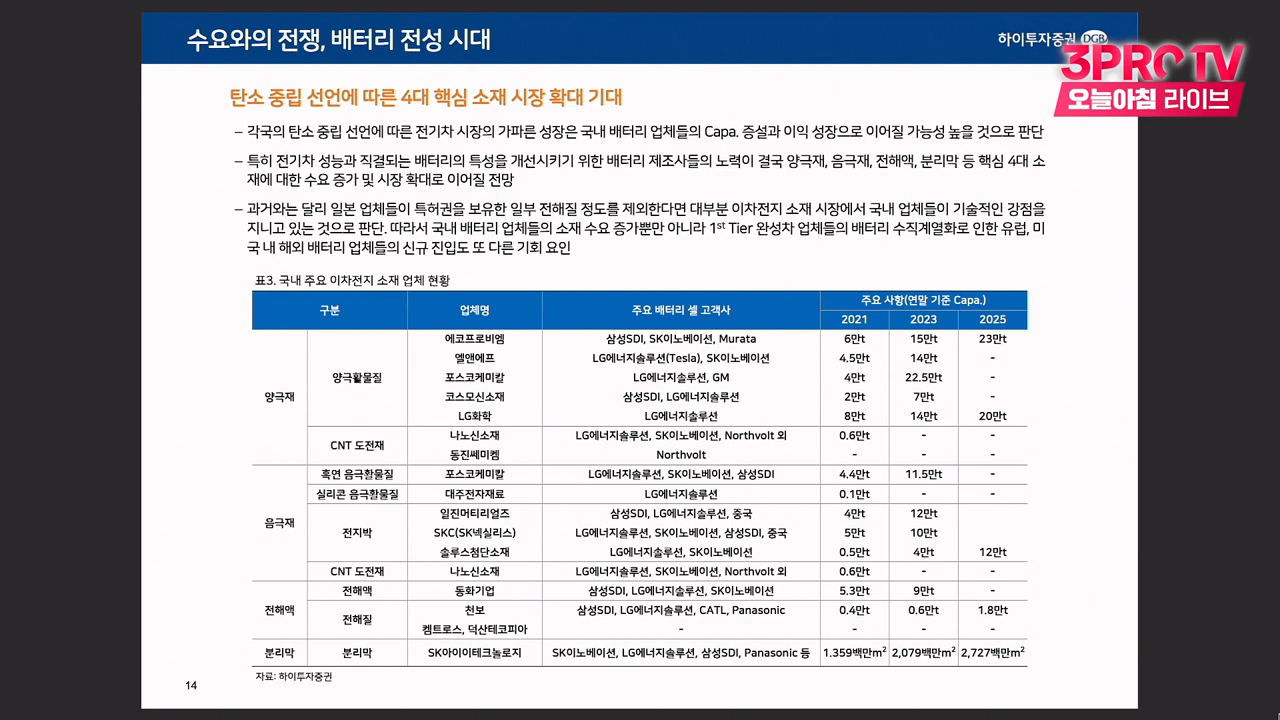 수요와의 전쟁, 배터리 전성 시대
하이투자증권 DGB
3PRO TV
오늘아침 라이브
탄소 중립 선언에 따른 4대 핵심 소재 시장 확대 기대
– 각국의 탄소 중립 선언에 따른 전기차 시장의 가파른 성장은 국내 배터리 업체들의 Capa. 증설과 이익 성장으로 이어질 가능성 높을 것으로 판단
– 특히 전기차 성능과 직결되는 배터리의 특성을 개선시키기 위한 배터리 제조사들의 노력이 결국 양극재, 음극재, 전해액, 분리막 등 핵심 4대 소
재에 대한 수요 증가 및 시장 확대로 이어질 전망
– 과거와는 달리 일본 업체들이 특허권을 보유한 일부 전해질 정도를 제외한다면 대부분 이차전지 소재 시장에서 국내 업체들이 기술적인 강점을
지니고 있는 것으로 판단. 따라서 국내 배터리 업체들의 소재 수요 증가뿐만 아니라 1st Tier 완성차 업체들의 배터리 수직계열화로 인한 유럽, 미
국 내 해외 배터리 업체들의 신규 진입도 또 다른 기회 요인
표3. 국내 주요 이차전지 소재 업체 현황
구분 업체명 주요 배터리 셀 고객사 주요 사항(연말 기준 Capa.)
2021 2023 2025
에코프로비엠 삼성SDI, SK이노베이션, Murata 6만t 15만t 23만t
엘앤에프 LG에너지솔루션(Tesla), SK이노베이션 4.5만t 14만t -
양극활물질 포스코케미칼 LG에너지솔루션, GM 4만t 22.5만t -
양극재 코스모신소재 삼성SDI, LG에너지솔루션 2만t 7만t -
LG화학 LG에너지솔루션 8만t 14만t 20만t
CNT 도전재 나노신소재 LG에너지솔루션, SK이노베이션, Northvolt 외 0.6만t - -
동진쎄미켐 Northvolt - - -
흑연 음극활물질 포스코케미칼 LG에너지솔루션, SK이노베이션, 삼성SDI 4.4만t 11.5만t -
실리콘 음극활물질 대주전자재료 LG에너지솔루션 0.1만t - -
음극재 일진머티리얼즈 삼성SDI, LG에너지솔루션, 중국 4만t 12만t
전지박 SKC(SK넥실리스) LG에너지솔루션, SK이노베이션, 삼성SDI, 중국 5만t 10만t
솔루스첨단소재 LG에너지솔루션, SK이노베이션 0.5만t 4만t 12만t
CNT 도전재 나노신소재 LG에너지솔루션, SK이노베이션, Northvolt 외 0.6만t - -
전해액 동화기업 삼성SDI, LG에너지솔루션, SK이노베이션 5.3만t 9만t -
전해액 전해질 천보 삼성SDI, LG에너지솔루션, CATL, Panasonic 0.4만t 0.6만t 1.8만t
켐트로스, 덕산테코피아 - - - -
분리막 분리막 SK아이이테크놀로지 SK이노베이션, LG에너지솔루션, 삼성SDI, Panasonic 등 1.359백만m² 2,079백만m² 2,727백만m²
자료: 하이투자증권
14